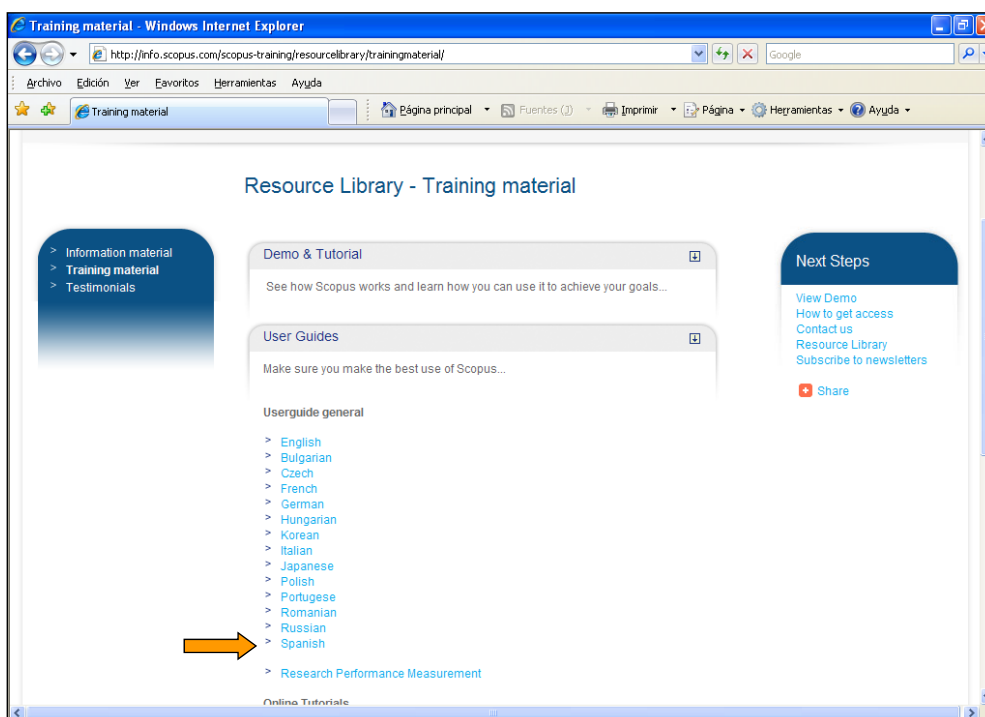 Training material - Windows Internet Explorer
http://info.scopus.com/scopus-training/resourcelibrary/trainingmaterial/
Google
Archivo Edición Ver Favoritos Herramientas Ayuda
Training material
Página principal Fuentes (J) Imprimir Página Herramientas Ayuda
Resource Library - Training material
> Information material
> Training material
> Testimonials
Demo & Tutorial
See how Scopus works and learn how you can use it to achieve your goals...
User Guides
Make sure you make the best use of Scopus...
Userguide general
> English
> Bulgarian
> Czech
> French
> German
> Hungarian
> Korean
> Italian
> Japanese
> Polish
> Portugese
> Romanian
> Russian
> Spanish
> Research Performance Measurement
Online Tutorials
Next Steps
View Demo
How to get access
Contact us
Resource Library
Subscribe to newsletters
Share